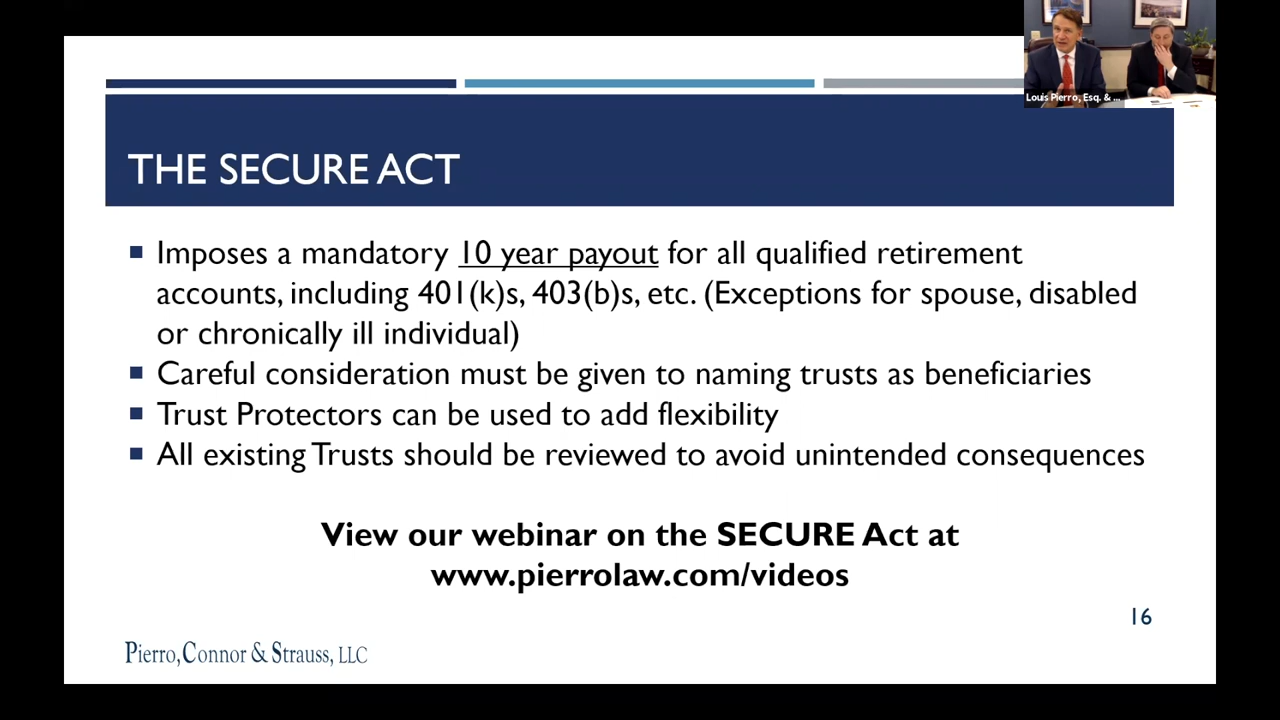 Louis Pierro, Esq. & ...
THE SECURE ACT
Imposes a mandatory 10 year payout for all qualified retirement
accounts, including 401(k)s, 403(b)s, etc. (Exceptions for spouse, disabled
or chronically ill individual)
Careful consideration must be given to naming trusts as beneficiaries
Trust Protectors can be used to add flexibility
All existing Trusts should be reviewed to avoid unintended consequences
View our webinar on the SECURE Act at
www.pierrolaw.com/videos
16
Pierro, Connor & Strauss, LLC